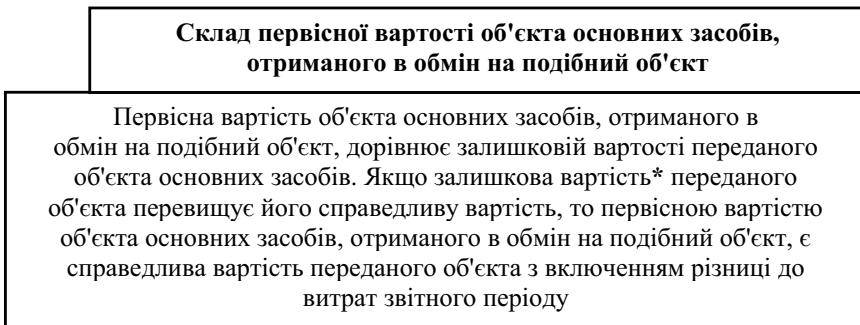 Склад первісної вартості об'єкта основних засобів,
отриманого в обмін на подібний об'єкт
Первісна вартість об'єкта основних засобів, отриманого в
обмін на подібний об'єкт, дорівнює залишковій вартості переданого
об'єкта основних засобів. Якщо залишкова вартість* переданого
об'єкта перевищує його справедливу вартість, то первісною вартістю
об'єкта основних засобів, отриманого в обмін на подібний об'єкт, є
справедлива вартість переданого об'єкта з включенням різниці до
витрат звітного періоду